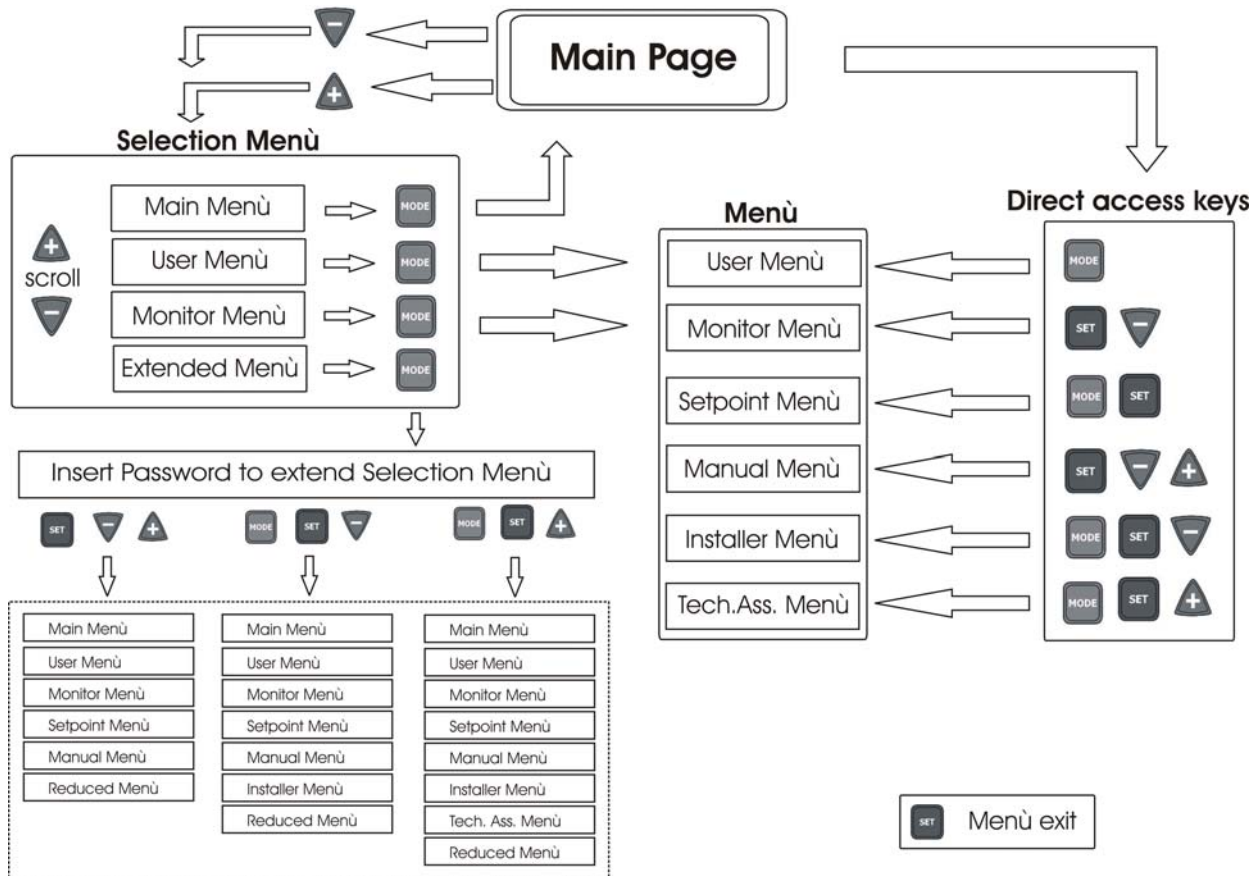 Main Page
Selection Menù
Main Menù
MODE
User Menù
MODE
scroll
Monitor Menù
MODE
Extended Menù
MODE
Insert Password to extend Selection Menù
SET
MODE SET
MODE SET
Main Menù
User Menù
Monitor Menù
Setpoint Menù
Manual Menù
Reduced Menù
Main Menù
User Menù
Monitor Menù
Setpoint Menù
Manual Menù
Installer Menù
Reduced Menù
Main Menù
User Menù
Monitor Menù
Setpoint Menù
Manual Menù
Installer Menù
Tech. Ass. Menù
Reduced Menù
Menù
User Menù
Monitor Menù
Setpoint Menù
Manual Menù
Installer Menù
Tech.Ass. Menù
Direct access keys
MODE
SET
MODE SET
SET
MODE SET
MODE SET
SET Menù exit